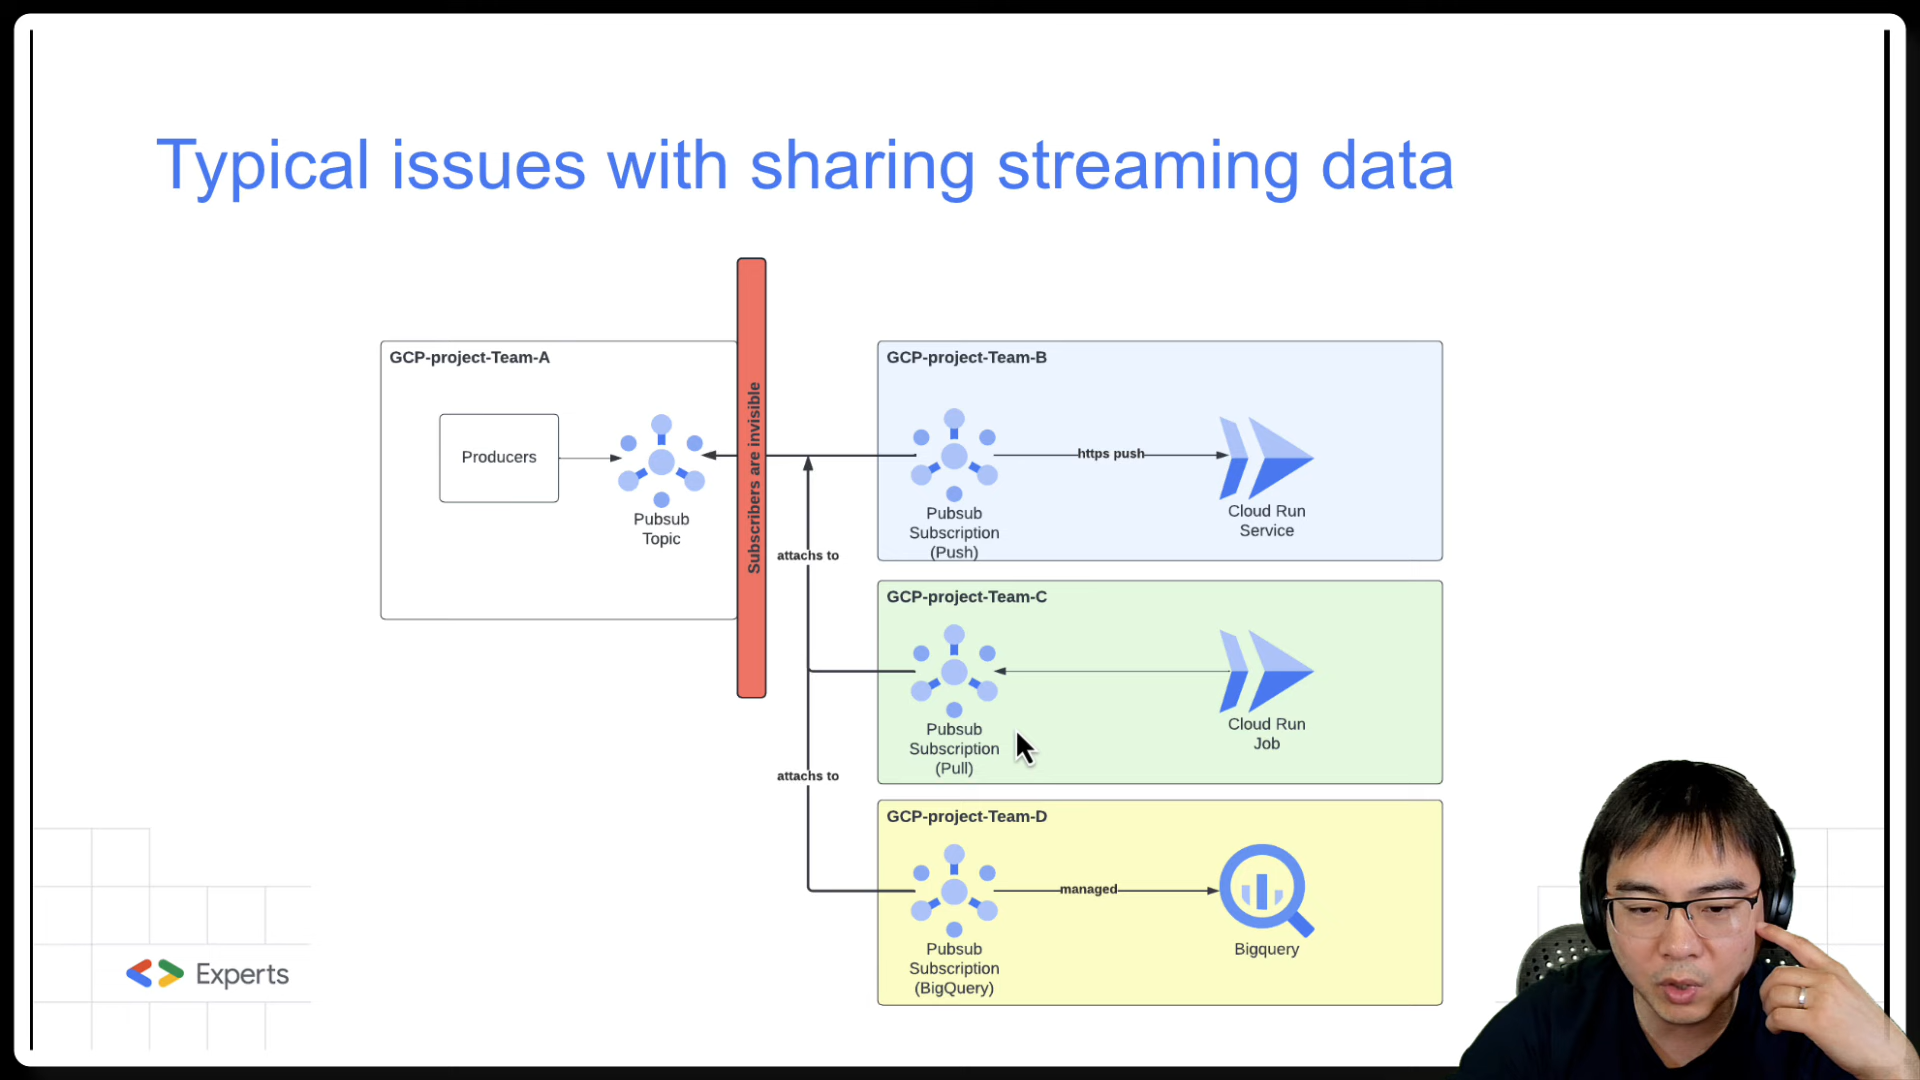 Typical issues with sharing streaming data
GCP-project-Team-A
Producers
Pubsub
Topic
Subscribers are invisible
attachs to
attachs to
GCP-project-Team-B
Pubsub
Subscription
(Push)
https push
Cloud Run
Service
GCP-project-Team-C
Pubsub
Subscription
(Pull)
Cloud Run
Job
GCP-project-Team-D
Pubsub
Subscription
(BigQuery)
managed
Bigquery
Experts